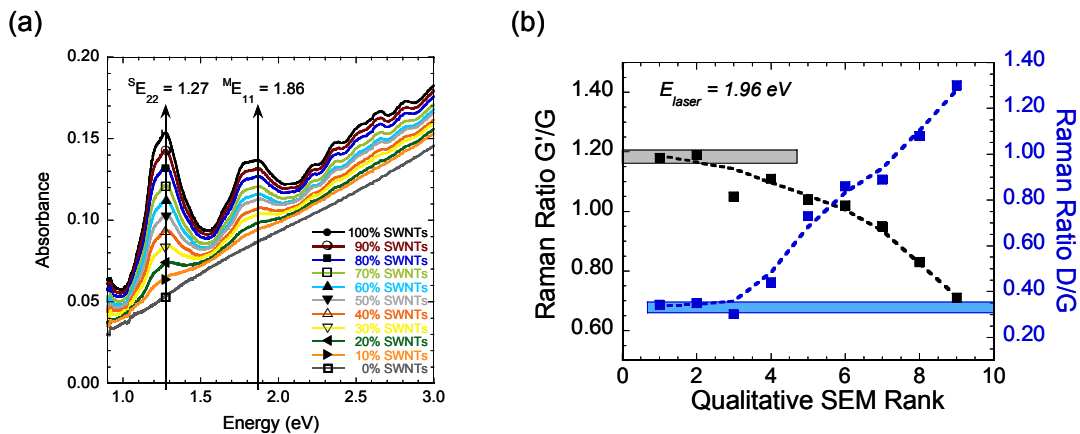 (a)
(b)
0.20
0.15
0.10
0.05
0.00
Absorbance
SE22 = 1.27
ME11 = 1.86
100% SWNTs
90% SWNTs
80% SWNTs
70% SWNTs
60% SWNTs
50% SWNTs
40% SWNTs
30% SWNTs
20% SWNTs
10% SWNTs
0% SWNTs
1.0 1.5 2.0 2.5 3.0
Energy (eV)
Elaser = 1.96 eV
1.40
1.20
1.00
0.80
0.60
Raman Ratio G'/G
1.40
1.20
1.00
0.80
0.60
0.40
0.20
Raman Ratio D/G
0 2 4 6 8 10
Qualitative SEM Rank